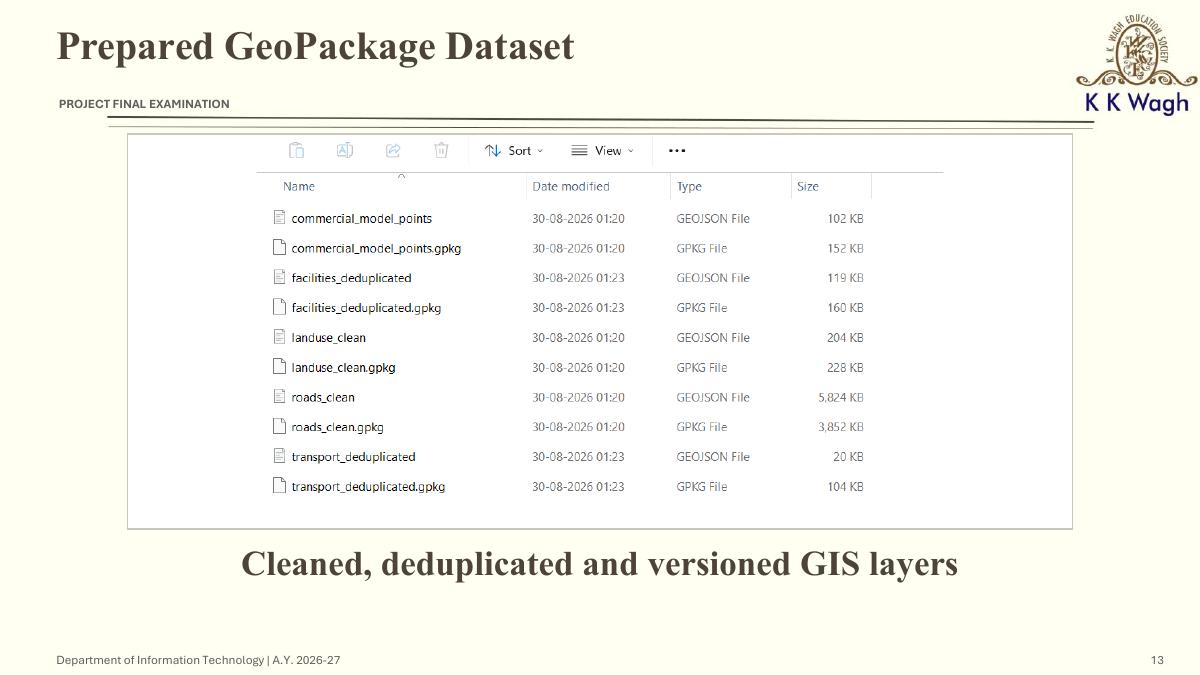 Prepared GeoPackage Dataset
K K WAGH EDUCATION SOCIETY
K K Wagh
PROJECT FINAL EXAMINATION
Sort View •••
Name Date modified Type Size
commercial_model_points 30-08-2026 01:20 GEOJSON File 102 KB
commercial_model_points.gpkg 30-08-2026 01:20 GPKG File 152 KB
facilities_deduplicated 30-08-2026 01:23 GEOJSON File 119 KB
facilities_deduplicated.gpkg 30-08-2026 01:23 GPKG File 160 KB
landuse_clean 30-08-2026 01:20 GEOJSON File 204 KB
landuse_clean.gpkg 30-08-2026 01:20 GPKG File 228 KB
roads_clean 30-08-2026 01:20 GEOJSON File 5,824 KB
roads_clean.gpkg 30-08-2026 01:20 GPKG File 3,852 KB
transport_deduplicated 30-08-2026 01:23 GEOJSON File 20 KB
transport_deduplicated.gpkg 30-08-2026 01:23 GPKG File 104 KB
Cleaned, deduplicated and versioned GIS layers
Department of Information Technology | A.Y. 2026-27 13